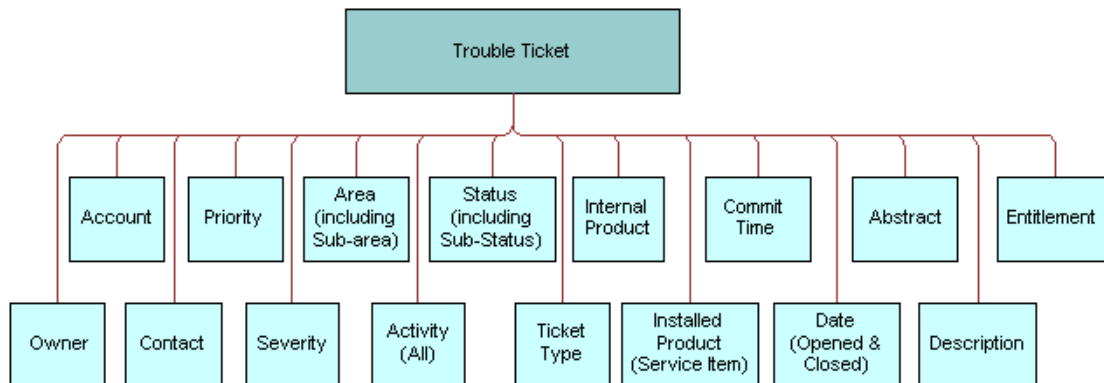 Trouble Ticket
Account
Priority
Area
(including
Sub-area)
Status
(including
Sub-Status)
Internal
Product
Commit
Time
Abstract
Entitlement
Owner
Contact
Severity
Activity
(All)
Ticket
Type
Installed
Product
(Service Item)
Date
(Opened &
Closed)
Description